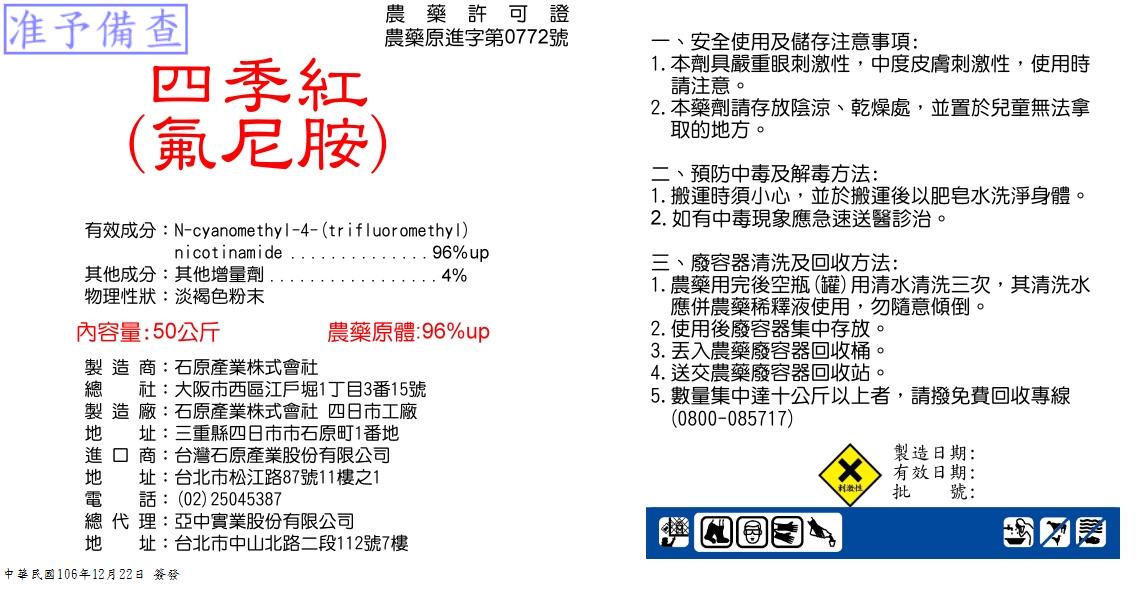 准予備查
農藥許可證
農藥原進字第0772號
四季紅
(氟尼胺)
有效成分：N-cyanomethyl-4-(trifluoromethyl)
nicotinamide ..............96%up
其他成分：其他增量劑.................4%
物理性狀：淡褐色粉末
內容量:50公斤 農藥原體:96%up
製造商：石原產業株式會社
總社：大阪市西區江戶堀1丁目3番15號
製造廠：石原產業株式會社 四日市工廠
地址：三重縣四日市市石原町1番地
進口商：台灣石原產業股份有限公司
地址：台北市松江路87號11樓之1
電話：(02)25045387
總代理：亞中實業股份有限公司
地址：台北市中山北路二段112號7樓
中華民國106年12月22日 簽發
一、安全使用及儲存注意事項:
1.本劑具嚴重眼刺激性，中度皮膚刺激性，使用時
請注意。
2.本藥劑請存放陰涼、乾燥處，並置於兒童無法拿
取的地方。
二、預防中毒及解毒方法:
1.搬運時須小心，並於搬運後以肥皂水洗淨身體。
2.如有中毒現象應急速送醫診治。
三、廢容器清洗及回收方法:
1.農藥用完後空瓶(罐)用清水清洗三次，其清洗水
應併農藥稀釋液使用，勿隨意傾倒。
2.使用後廢容器集中存放。
3.丟入農藥廢容器回收桶。
4.送交農藥廢容器回收站。
5.數量集中達十公斤以上者，請撥免費回收專線
(0800-085717)
刺激性
製造日期:
有效日期:
批號: